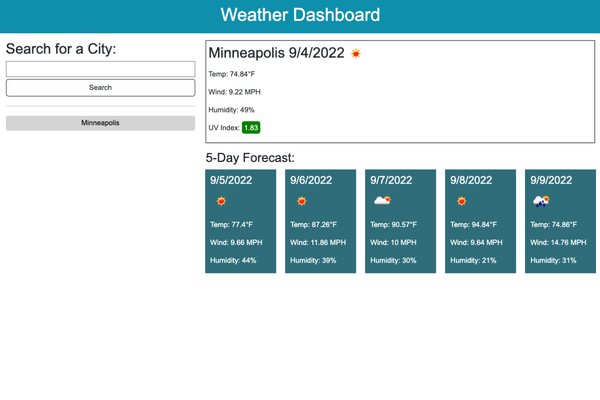 Weather Dashboard
Search for a City:
Search
Minneapolis
Minneapolis 9/4/2022
Temp: 74.84°F
Wind: 9.22 MPH
Humidity: 49%
UV Index: 1.83
5-Day Forecast:
9/5/2022
Temp: 77.4°F
Wind: 9.66 MPH
Humidity: 44%
9/6/2022
Temp: 87.26°F
Wind: 11.86 MPH
Humidity: 39%
9/7/2022
Temp: 90.57°F
Wind: 10 MPH
Humidity: 30%
9/8/2022
Temp: 94.84°F
Wind: 9.64 MPH
Humidity: 21%
9/9/2022
Temp: 74.86°F
Wind: 14.76 MPH
Humidity: 31%